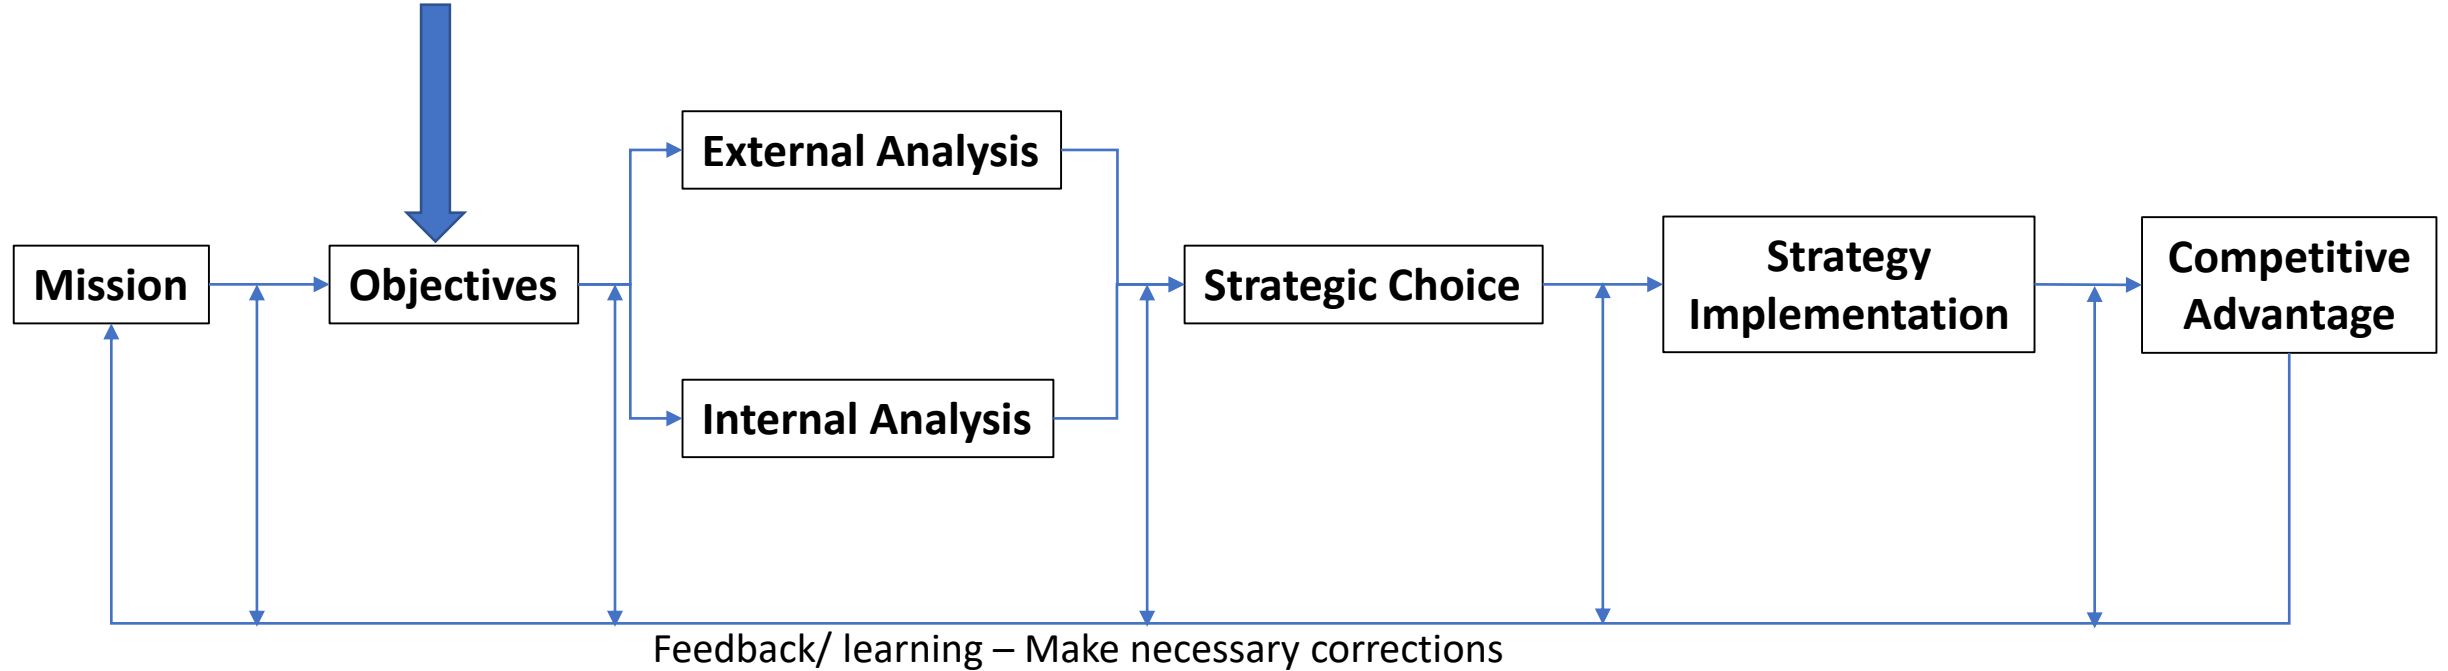 Mission
Objectives
External Analysis
Internal Analysis
Strategic Choice
Strategy
Implementation
Competitive
Advantage
Feedback/ learning – Make necessary corrections